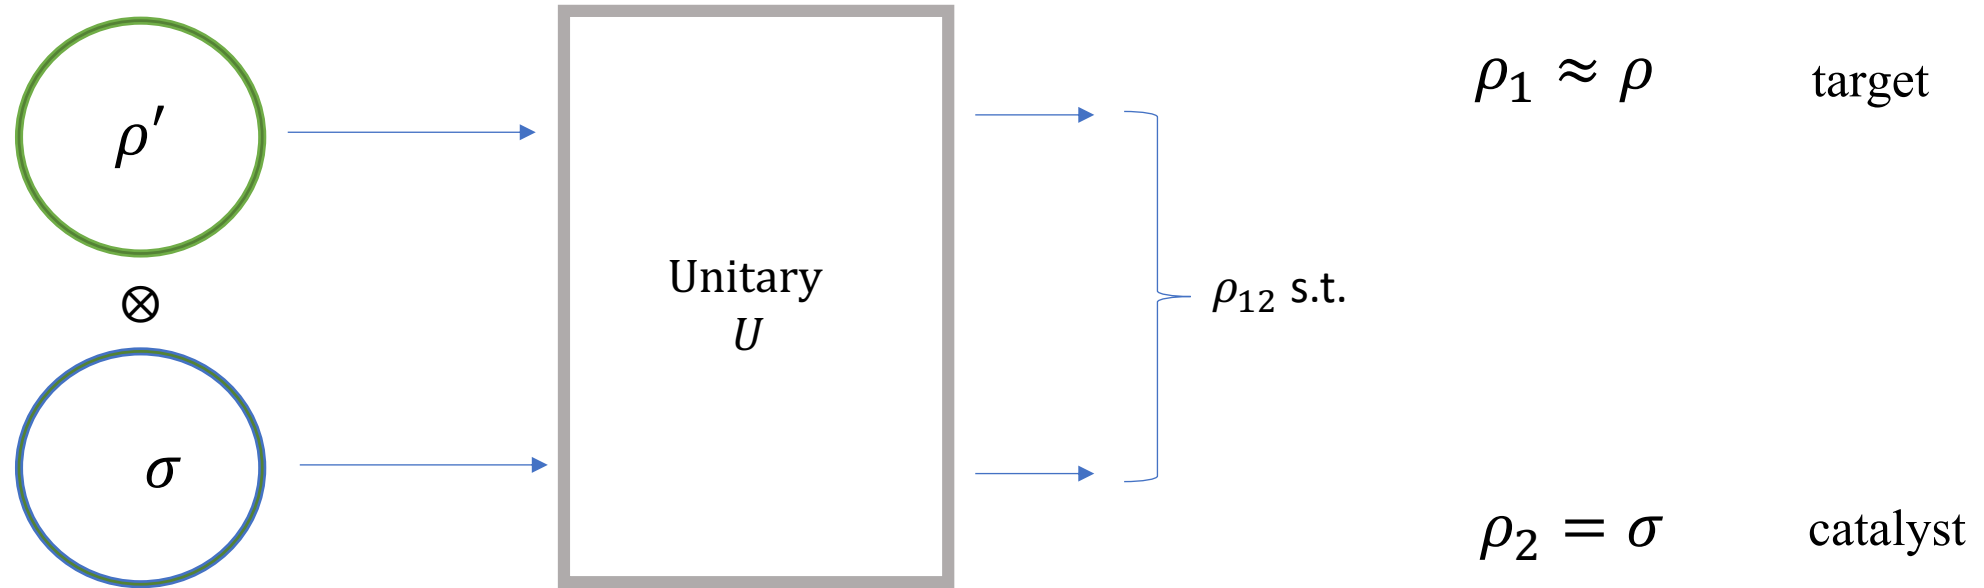 ρ′
⊗
σ
Unitary
U
ρ₁₂ s.t.
ρ₁ ≈ ρ target
ρ₂ = σ catalyst